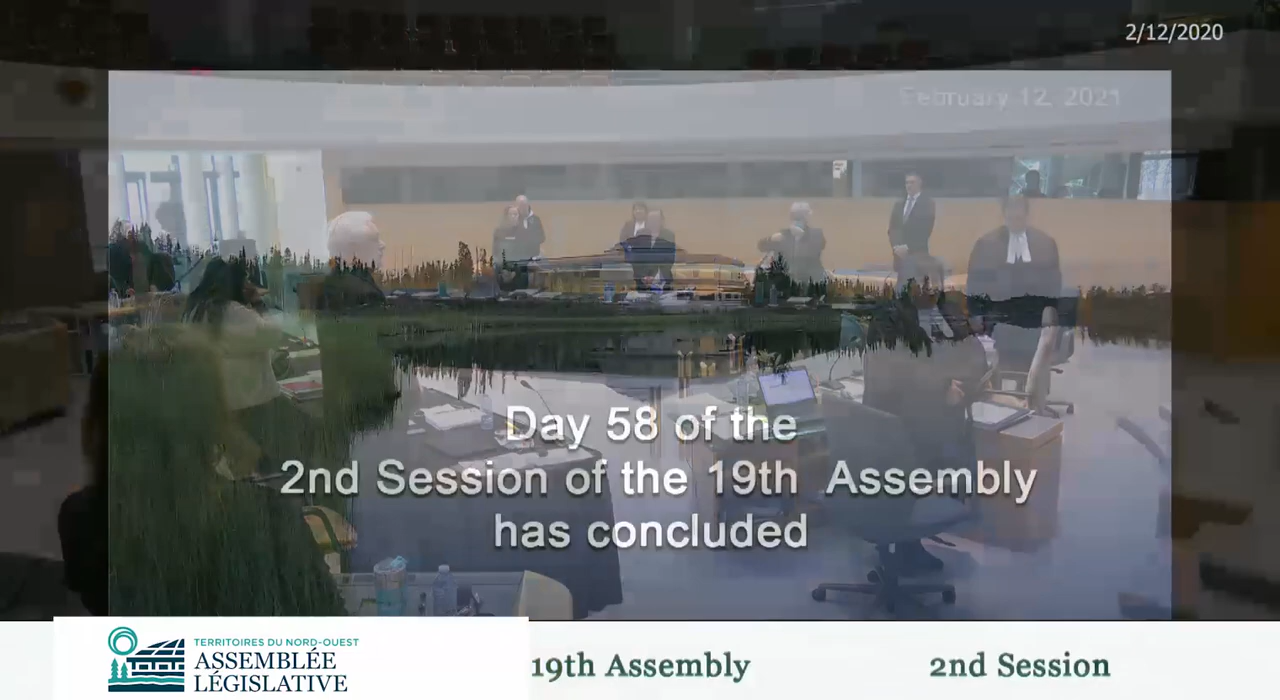 2/12/2020
February 12, 2021
Day 58 of the
2nd Session of the 19th Assembly
has concluded
TERRITOIRES DU NORD-OUEST
ASSEMBLÉE
LÉGISLATIVE
19th Assembly
2nd Session